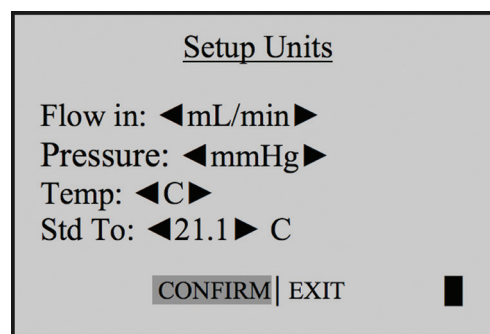 Setup Units
Flow in: ◀mL/min▶
Pressure: ◀mmHg▶
Temp: ◀C▶
Std To: ◀21.1▶ C
CONFIRM| EXIT